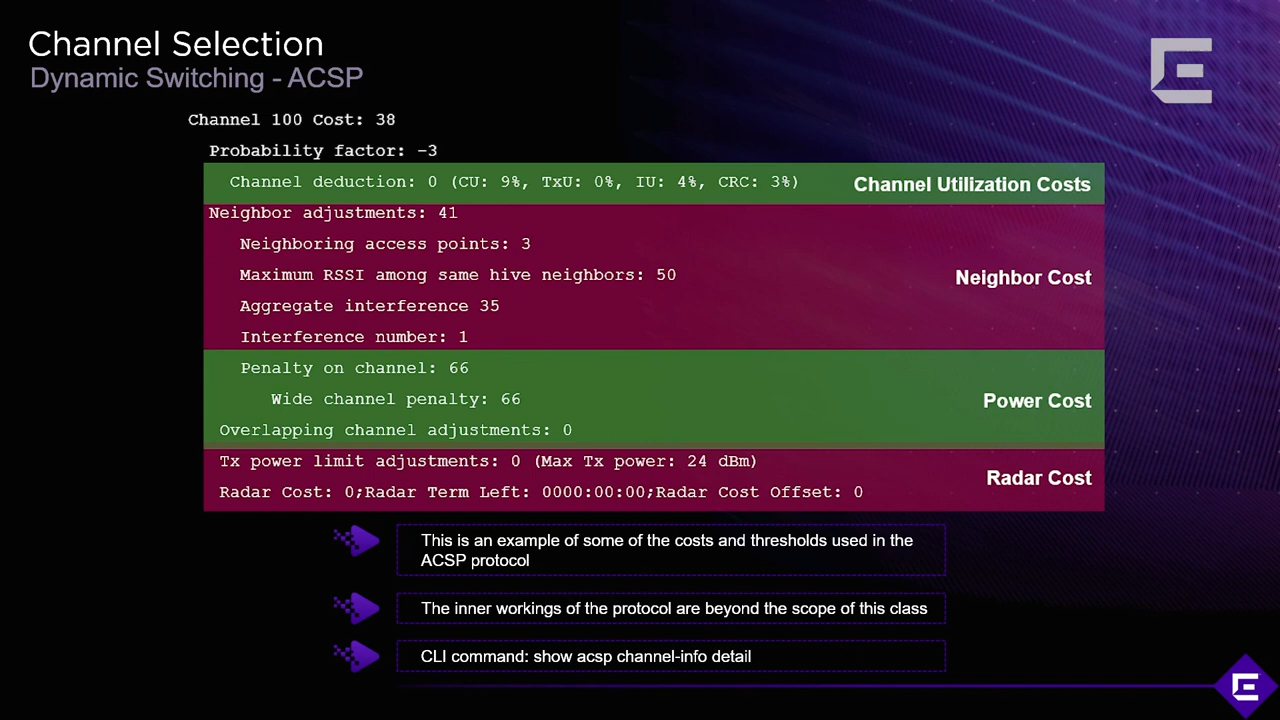 Channel Selection
Dynamic Switching - ACSP
Channel 100 Cost: 38
Probability factor: -3
Channel deduction: 0 (CU: 9%, TxU: 0%, IU: 4%, CRC: 3%)
Channel Utilization Costs
Neighbor adjustments: 41
Neighboring access points: 3
Maximum RSSI among same hive neighbors: 50
Neighbor Cost
Aggregate interference 35
Interference number: 1
Penalty on channel: 66
Wide channel penalty: 66
Power Cost
Overlapping channel adjustments: 0
Tx power limit adjustments: 0 (Max Tx power: 24 dBm)
Radar Cost
Radar Cost: 0;Radar Term Left: 0000:00:00;Radar Cost Offset: 0
This is an example of some of the costs and thresholds used in the
ACSP protocol
The inner workings of the protocol are beyond the scope of this class
CLI command: show acsp channel-info detail